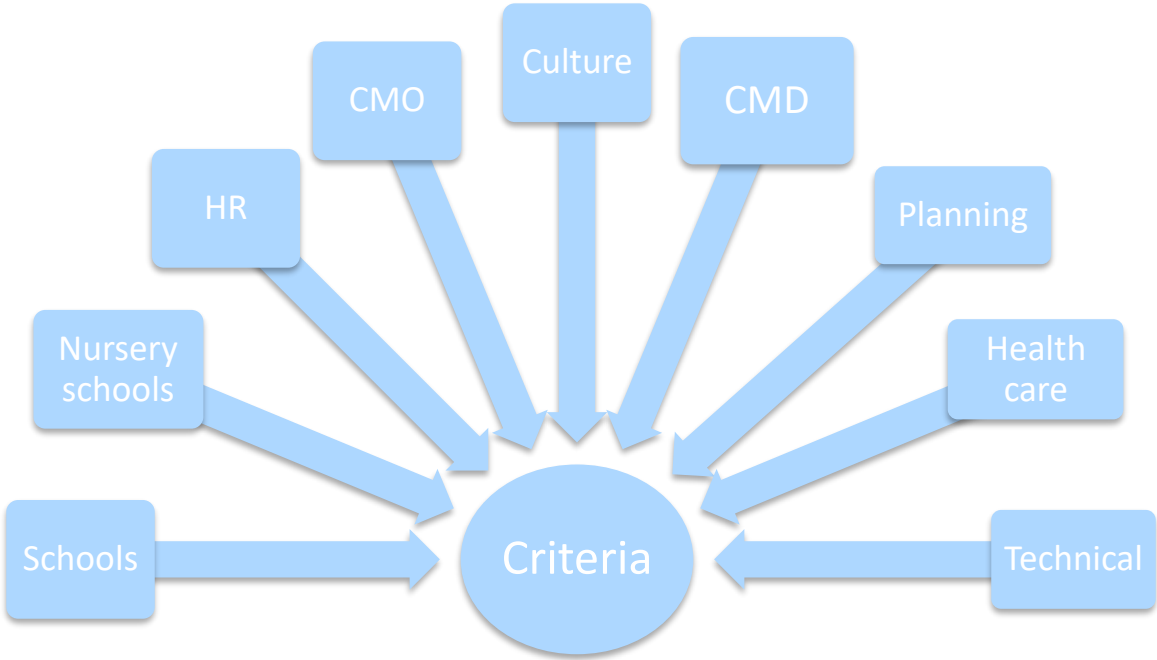 Culture
CMO
CMD
HR
Planning
Nursery
schools
Health
care
Schools
Criteria
Technical